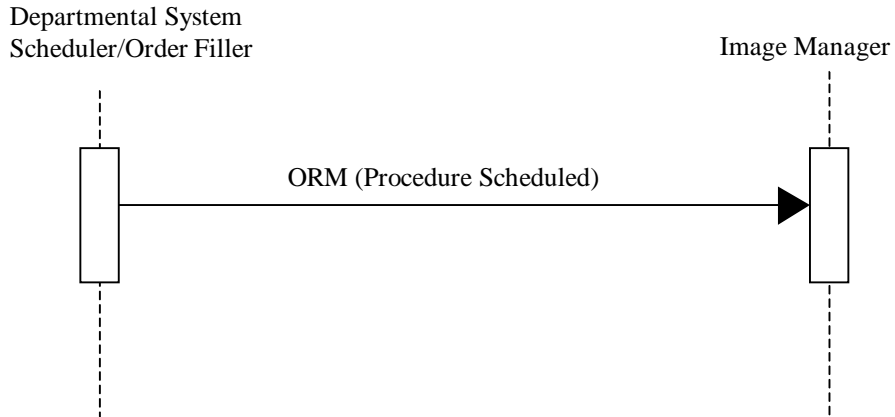 Departmental System
Scheduler/Order Filler
Image Manager
ORM (Procedure Scheduled)